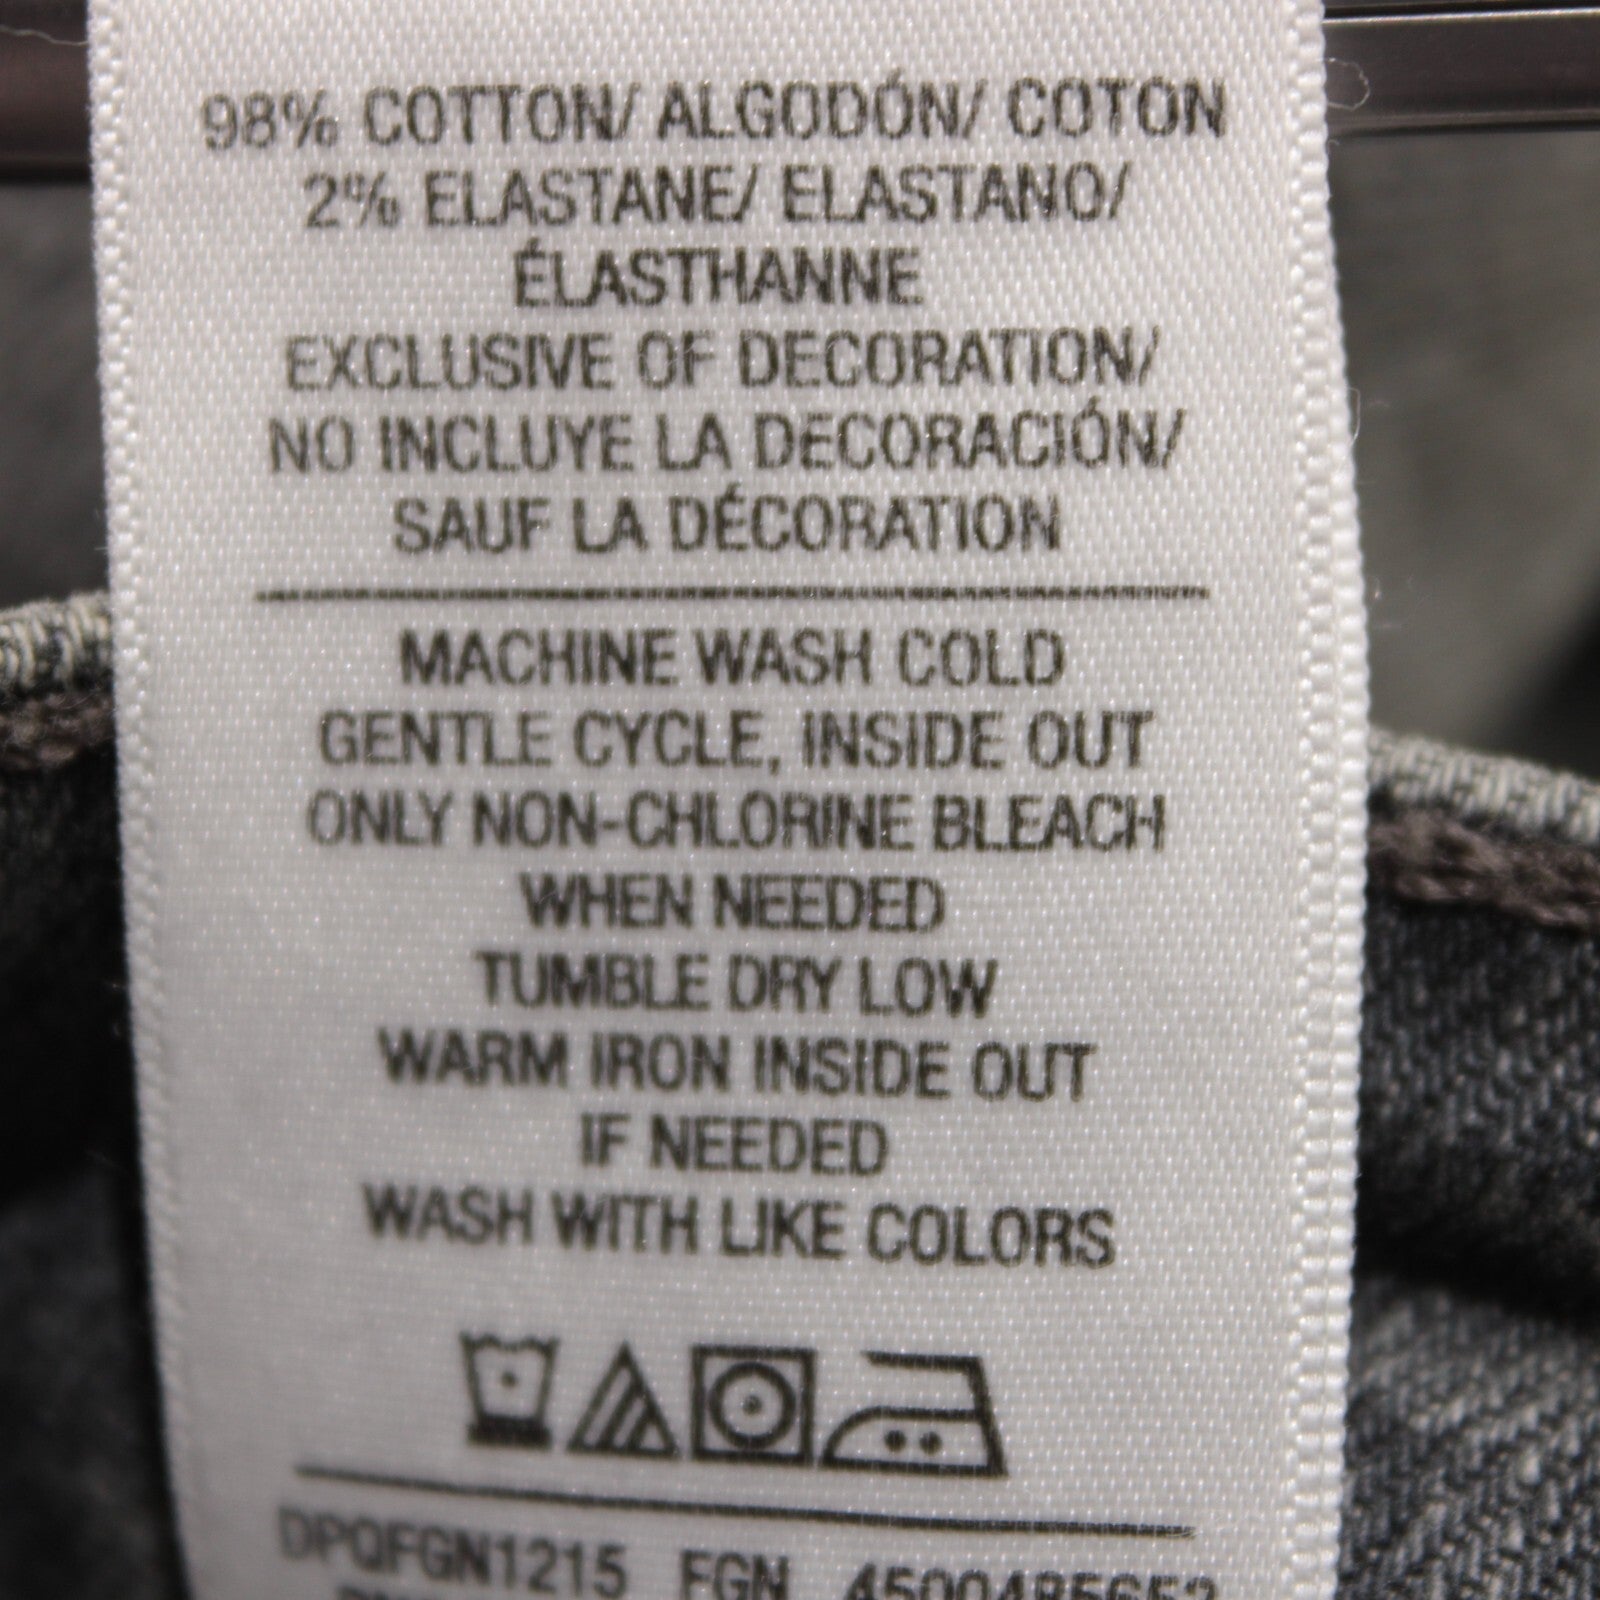 98% COTTON/ ALGODÓN/ COTON
2% ELASTANE/ ELASTANO/
ÉLASTHANNE
EXCLUSIVE OF DECORATION/
NO INCLUYE LA DECORACIÓN/
SAUF LA DÉCORATION
MACHINE WASH COLD
GENTLE CYCLE, INSIDE OUT
ONLY NON-CHLORINE BLEACH
WHEN NEEDED
TUMBLE DRY LOW
WARM IRON INSIDE OUT
IF NEEDED
WASH WITH LIKE COLORS
DPQFGN1215 FGN